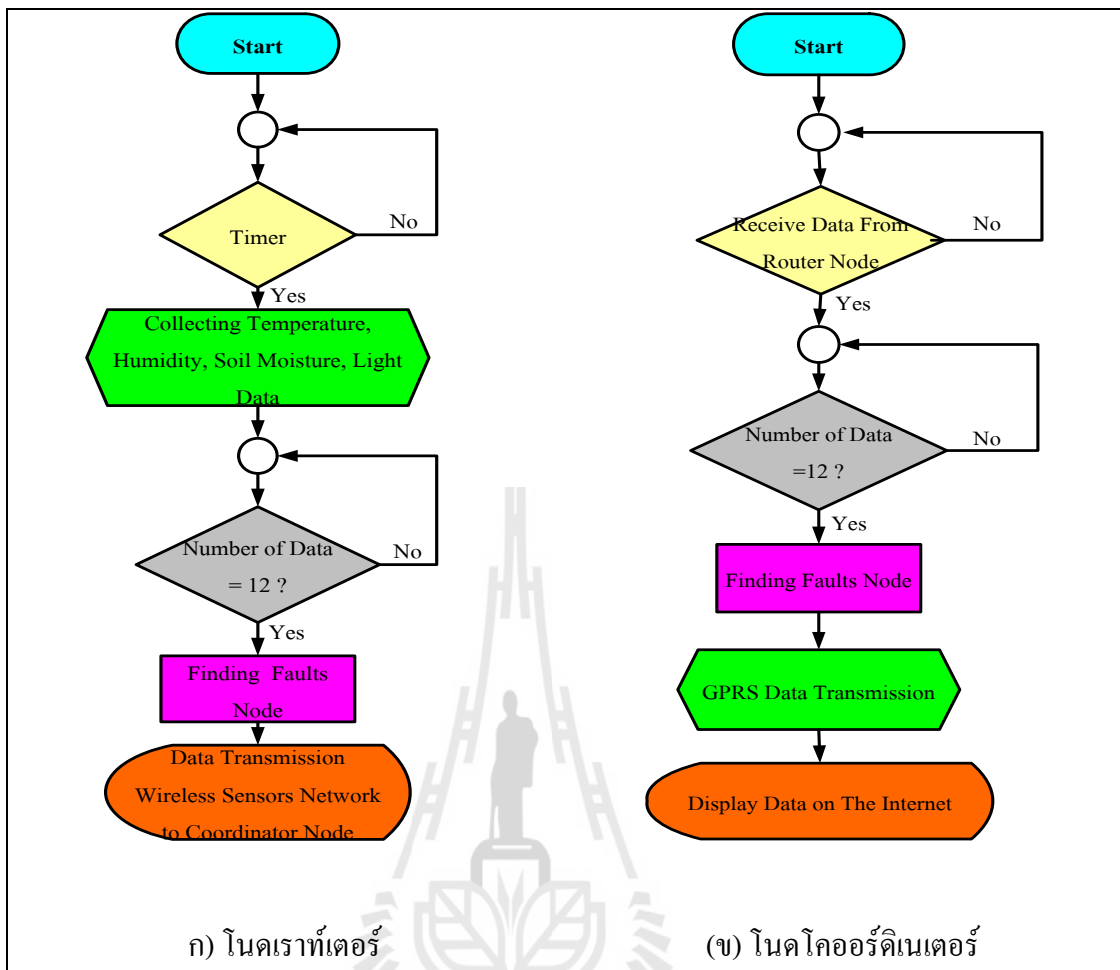 Start
Timer
No
Yes
Collecting Temperature,
Humidity, Soil Moisture, Light
Data
Number of Data
= 12 ?
No
Yes
Finding Faults
Node
Data Transmission
Wireless Sensors Network
to Coordinator Node
ก) โนดเราท์เตอร์
Start
Receive Data From
Router Node
No
Yes
Number of Data
=12 ?
No
Yes
Finding Faults Node
GPRS Data Transmission
Display Data on The Internet
(ข) โนดโคออร์ดิเนเตอร์